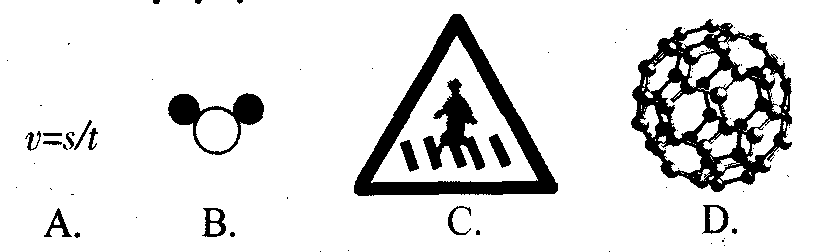 v=s/t
A. B. C. D.